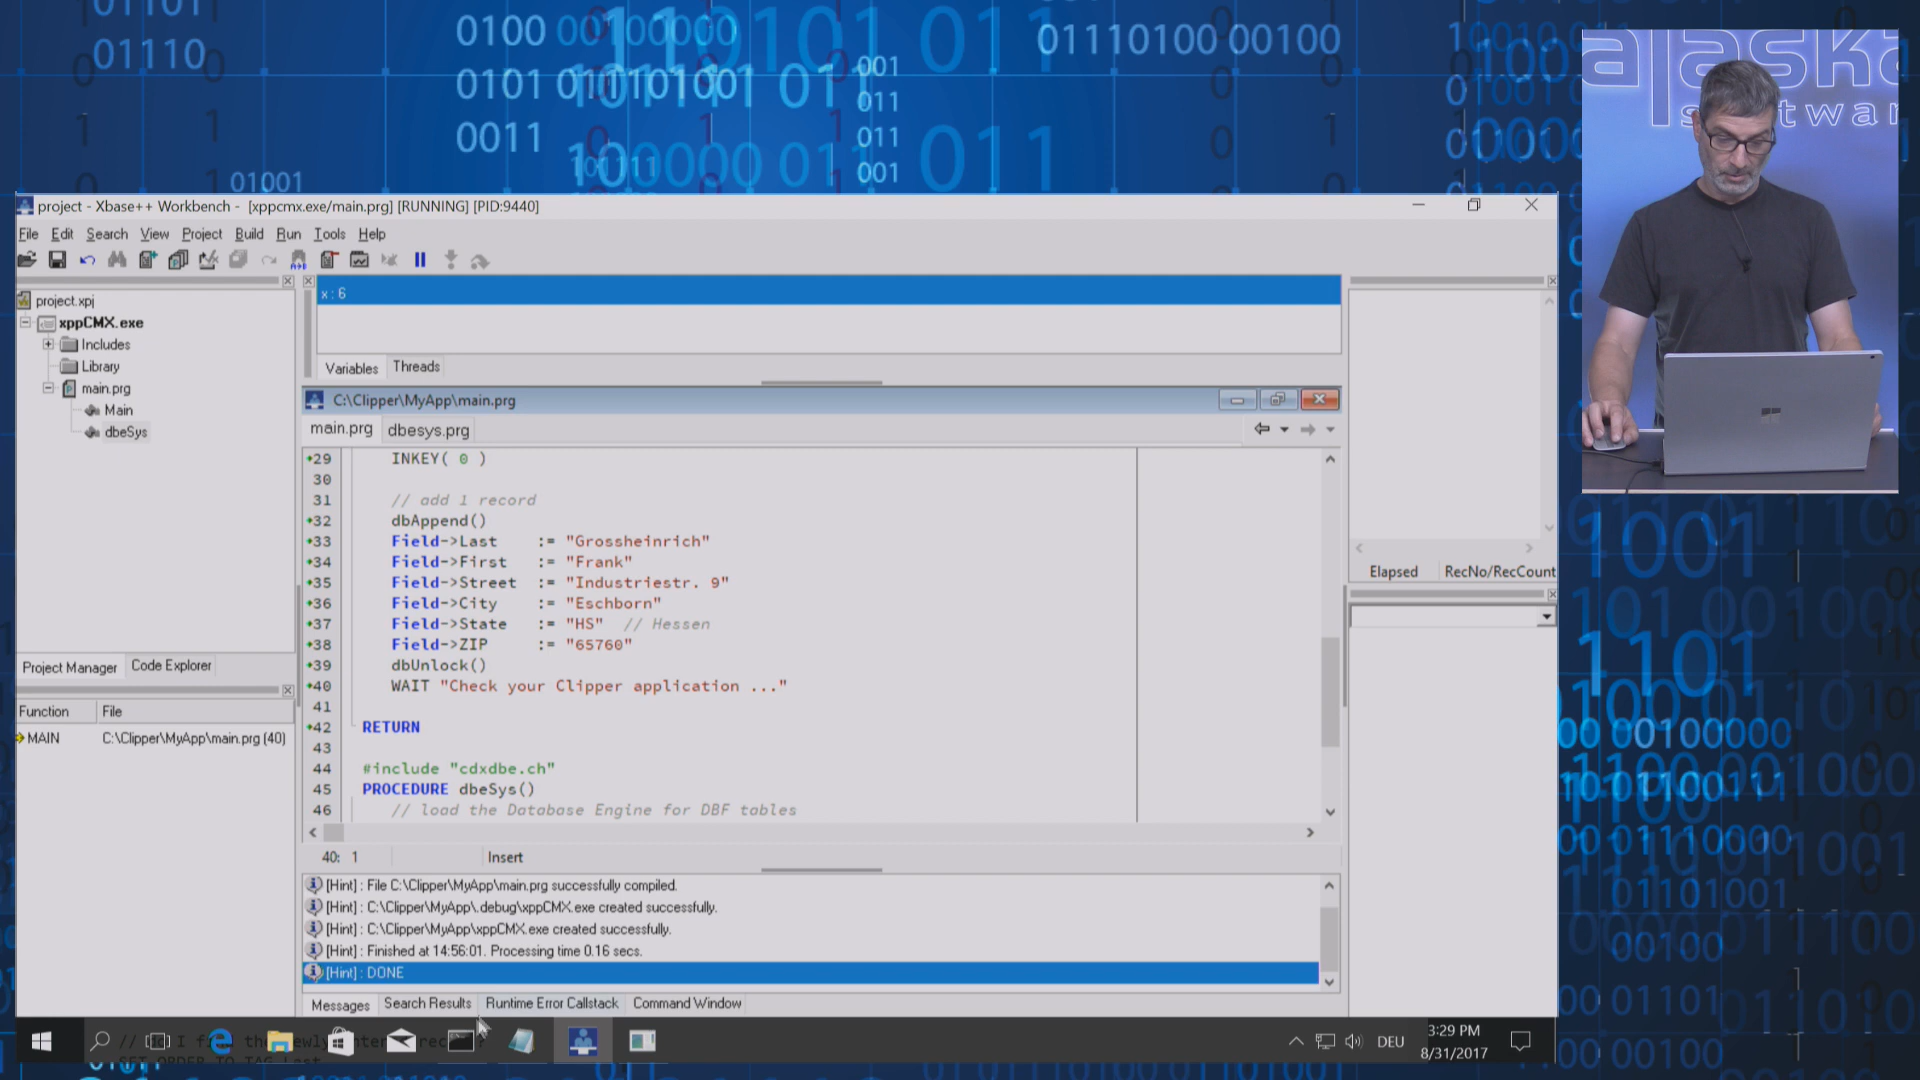 alaska
software
project - Xbase++ Workbench - [xppcmx.exe/main.prg] [RUNNING] [PID:9440]
File Edit Search View Project Build Run Tools Help
project.xpj
xppCMX.exe
Includes
Library
main.prg
Main
dbeSys
Project Manager Code Explorer
Function File
MAIN C:\Clipper\MyApp\main.prg (40)
x : 6
Variables Threads
C:\Clipper\MyApp\main.prg
main.prg dbesys.prg
29 INKEY( 0 )
30
31 // add 1 record
32 dbAppend()
33 Field->Last := "Grossheinrich"
34 Field->First := "Frank"
35 Field->Street := "Industriestr. 9"
36 Field->City := "Eschborn"
37 Field->State := "HS" // Hessen
38 Field->ZIP := "65760"
39 dbUnlock()
40 WAIT "Check your Clipper application ..."
41
42 RETURN
43
44 #include "cdxdbe.ch"
45 PROCEDURE dbeSys()
46 // load the Database Engine for DBF tables
40: 1 Insert
[Hint] : File C:\Clipper\MyApp\main.prg successfully compiled.
[Hint] : C:\Clipper\MyApp\.debug\xppCMX.exe created successfully.
[Hint] : C:\Clipper\MyApp\xppCMX.exe created successfully.
[Hint] : Finished at 14:56:01. Processing time 0.16 secs.
[Hint] : DONE
Messages Search Results Runtime Error Callstack Command Window
Elapsed RecNo/RecCount
DEU
3:29 PM
8/31/2017